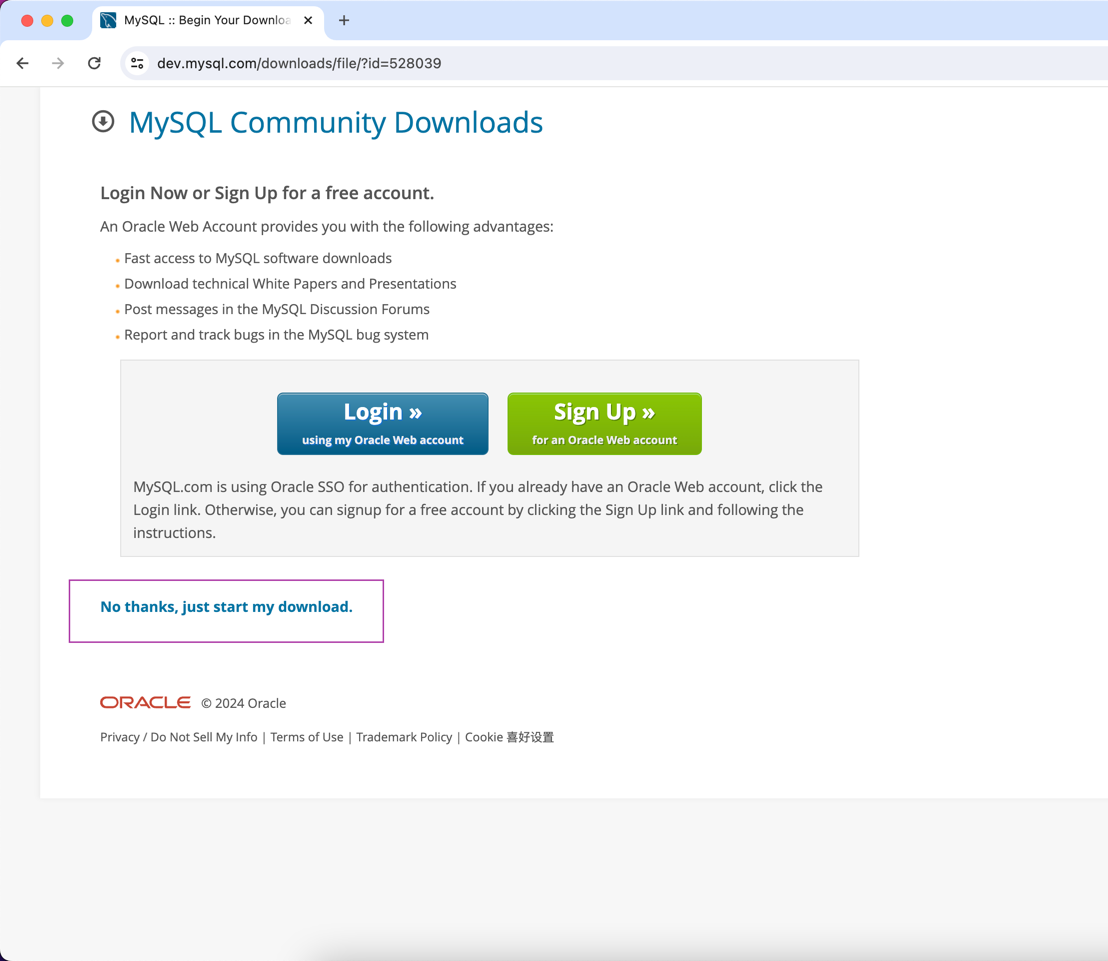 MySQL :: Begin Your Downloa
dev.mysql.com/downloads/file/?id=528039
MySQL Community Downloads
Login Now or Sign Up for a free account.
An Oracle Web Account provides you with the following advantages:
Fast access to MySQL software downloads
Download technical White Papers and Presentations
Post messages in the MySQL Discussion Forums
Report and track bugs in the MySQL bug system
Login »
using my Oracle Web account
Sign Up »
for an Oracle Web account
MySQL.com is using Oracle SSO for authentication. If you already have an Oracle Web account, click the
Login link. Otherwise, you can signup for a free account by clicking the Sign Up link and following the
instructions.
No thanks, just start my download.
ORACLE © 2024 Oracle
Privacy / Do Not Sell My Info | Terms of Use | Trademark Policy | Cookie 喜好设置